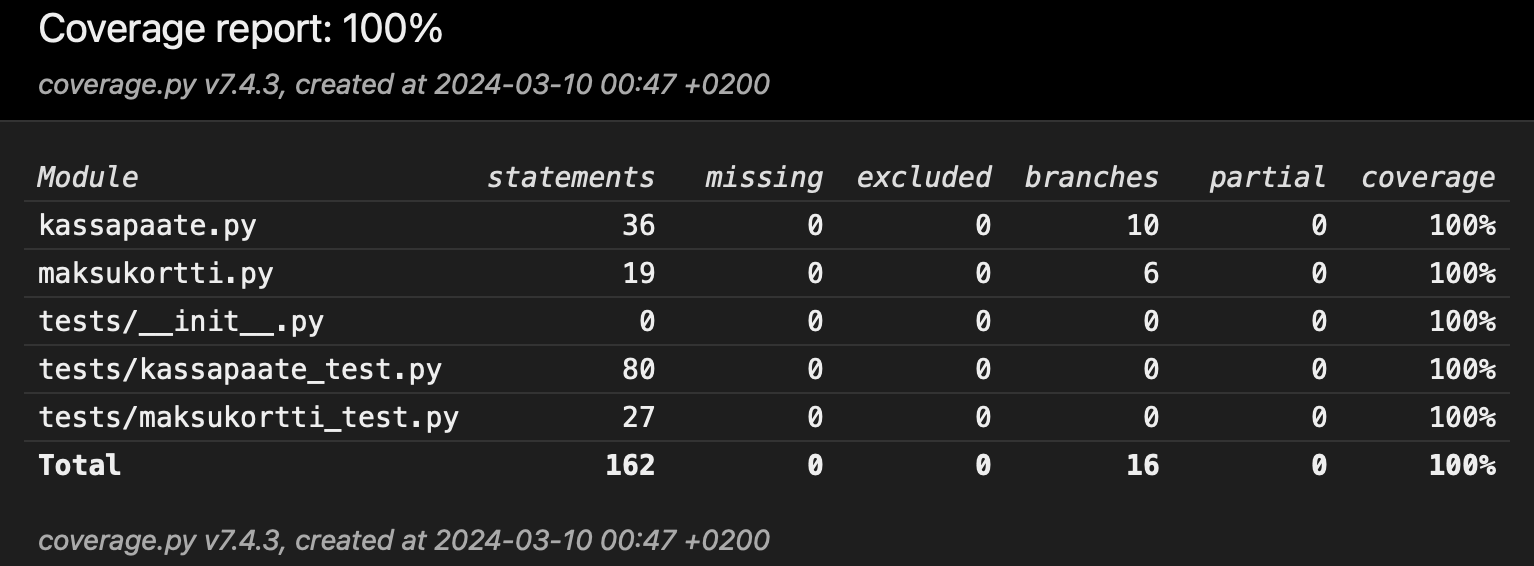 Coverage report: 100%
coverage.py v7.4.3, created at 2024-03-10 00:47 +0200
Module statements missing excluded branches partial coverage
kassapaate.py 36 0 0 10 0 100%
maksukortti.py 19 0 0 6 0 100%
tests/__init__.py 0 0 0 0 0 100%
tests/kassapaate_test.py 80 0 0 0 0 100%
tests/maksukortti_test.py 27 0 0 0 0 100%
Total 162 0 0 16 0 100%
coverage.py v7.4.3, created at 2024-03-10 00:47 +0200